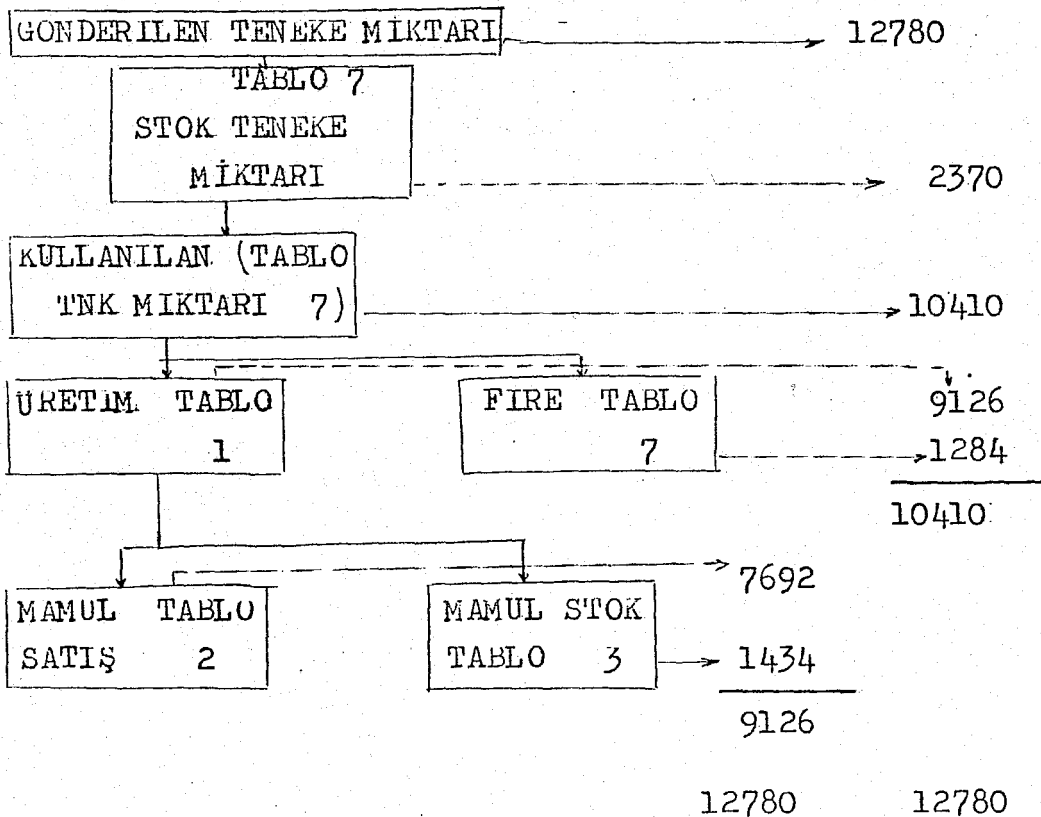 GONDERILEN TENEKE MİKTARI 12780
TABLO 7
STOK TENEKE
MİKTARI 2370
KULLANILAN (TABLO
TNK MIKTARI 7) 10410
URETIM TABLO FIRE TABLO 9126
1 7 1284
10410
7692
MAMUL TABLO MAMUL STOK
SATIŞ 2 TABLO 3 1434
9126
12780 12780